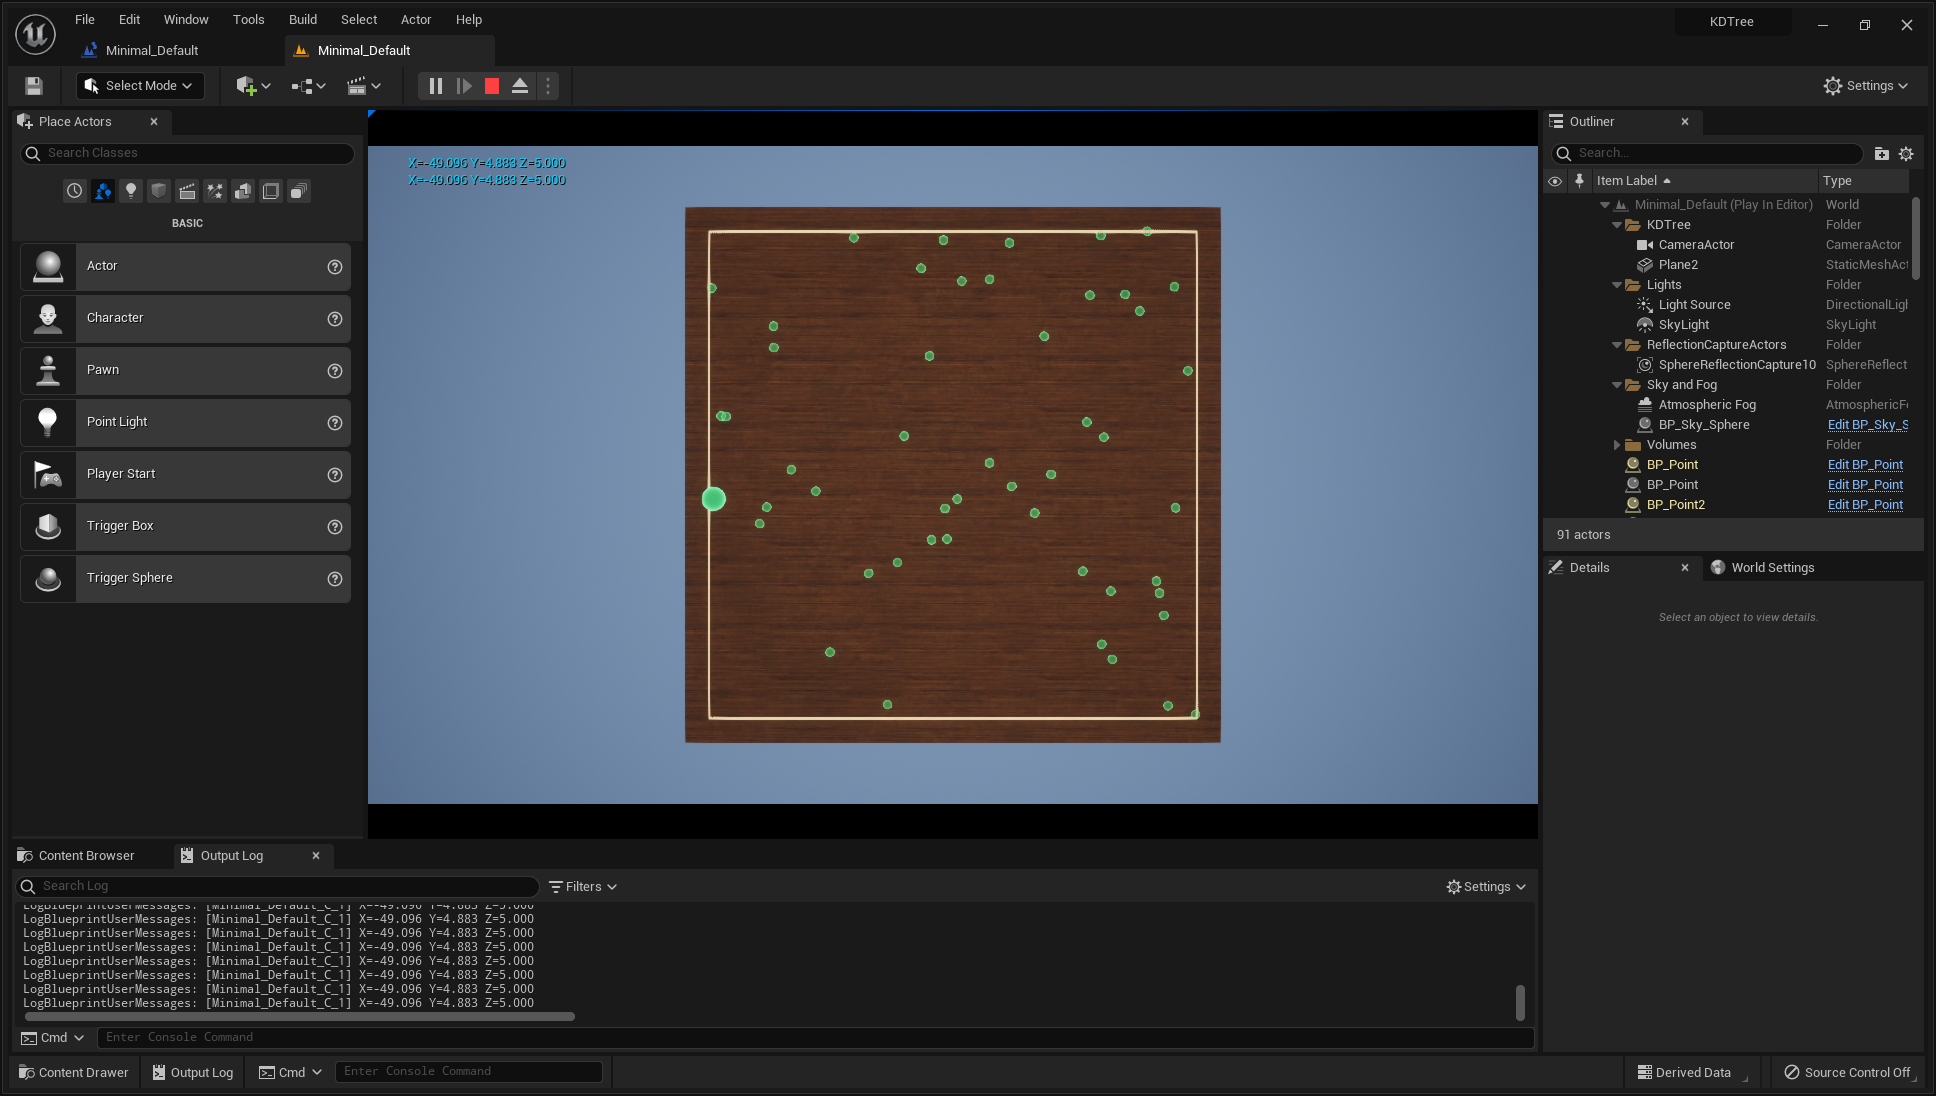 File Edit Window Tools Build Select Actor Help
KDTree
Minimal_Default
Minimal_Default
Select Mode
Settings
Place Actors
Search Classes
BASIC
Actor
Character
Pawn
Point Light
Player Start
Trigger Box
Trigger Sphere
X=-49.096 Y=4.883 Z=5.000
X=-49.096 Y=4.883 Z=5.000
Outliner
Search...
Item Label Type
Minimal_Default (Play In Editor) World
KDTree Folder
CameraActor CameraActor
Plane2 StaticMeshAct
Lights Folder
Light Source DirectionalLigh
SkyLight SkyLight
ReflectionCaptureActors Folder
SphereReflectionCapture10 SphereReflect
Sky and Fog Folder
Atmospheric Fog AtmosphericFo
BP_Sky_Sphere Edit BP_Sky_S
Volumes Folder
BP_Point Edit BP_Point
BP_Point Edit BP_Point
BP_Point2 Edit BP_Point
91 actors
Details
World Settings
Select an object to view details.
Content Browser
Output Log
Search Log
Filters
Settings
LogBlueprintUserMessages: [Minimal_Default_C_1] X=-49.096 Y=4.883 Z=5.000
LogBlueprintUserMessages: [Minimal_Default_C_1] X=-49.096 Y=4.883 Z=5.000
LogBlueprintUserMessages: [Minimal_Default_C_1] X=-49.096 Y=4.883 Z=5.000
LogBlueprintUserMessages: [Minimal_Default_C_1] X=-49.096 Y=4.883 Z=5.000
LogBlueprintUserMessages: [Minimal_Default_C_1] X=-49.096 Y=4.883 Z=5.000
LogBlueprintUserMessages: [Minimal_Default_C_1] X=-49.096 Y=4.883 Z=5.000
LogBlueprintUserMessages: [Minimal_Default_C_1] X=-49.096 Y=4.883 Z=5.000
LogBlueprintUserMessages: [Minimal_Default_C_1] X=-49.096 Y=4.883 Z=5.000
Cmd
Enter Console Command
Content Drawer
Output Log
Cmd
Enter Console Command
Derived Data
Source Control Off